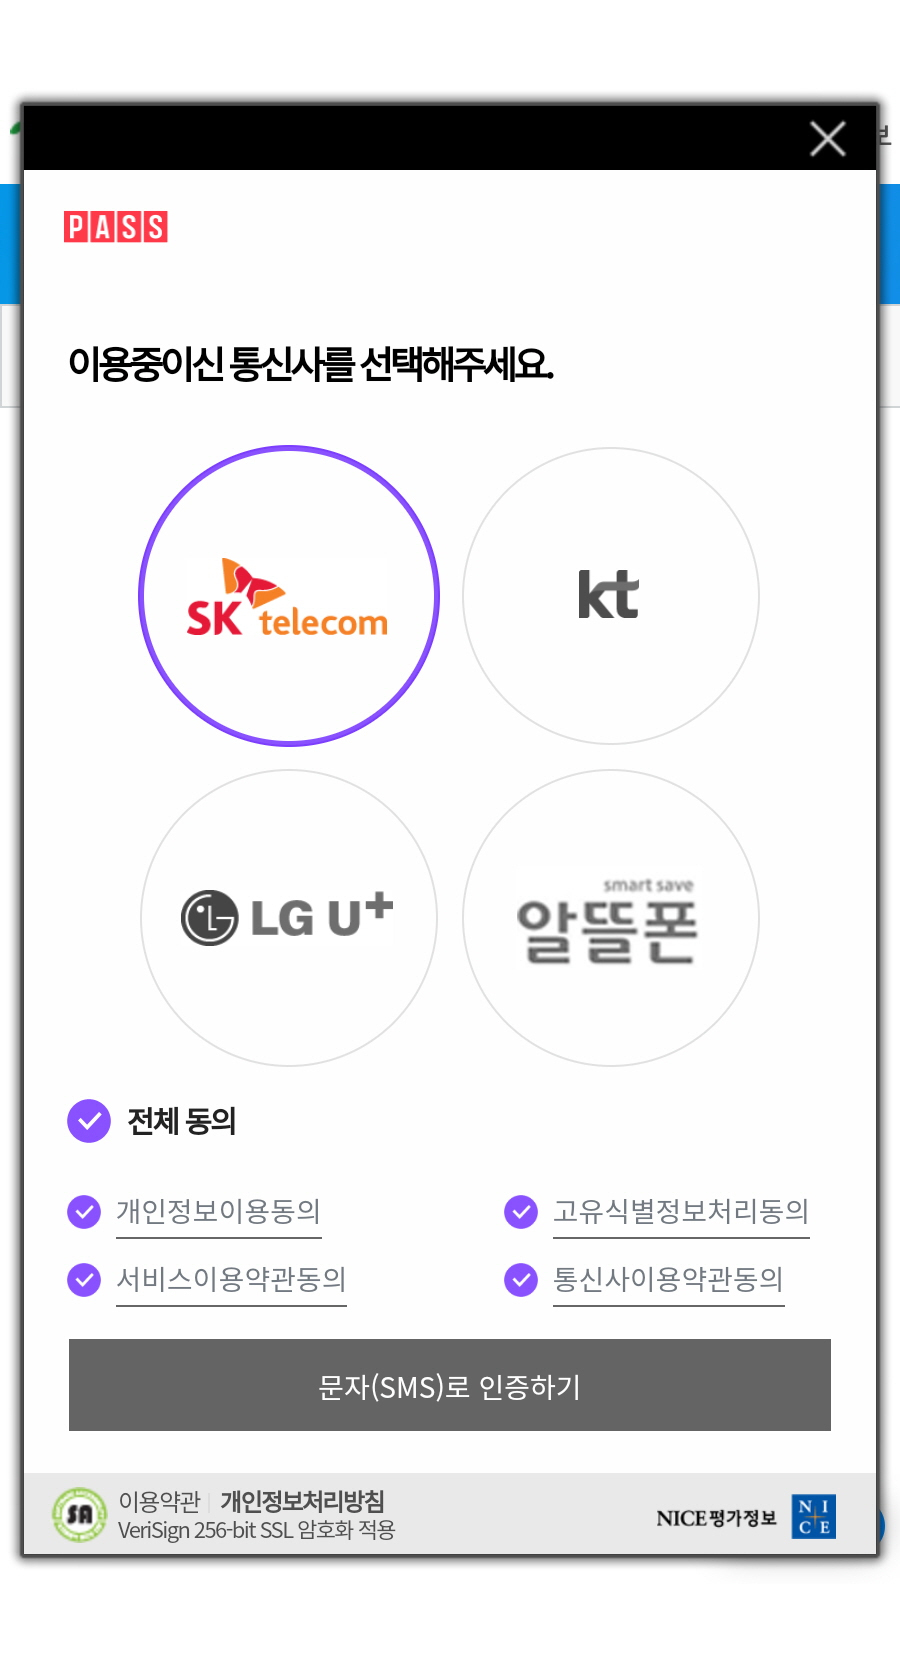 보
PASS
이용중이신 통신사를 선택해주세요.
SK telecom
kt
LG U+
smart save
알뜰폰
전체 동의
개인정보이용동의
고유식별정보처리동의
서비스이용약관동의
통신사이용약관동의
문자(SMS)로 인증하기
SA
이용약관 | 개인정보처리방침
VeriSign 256-bit SSL 암호화 적용
NICE평가정보
NICE